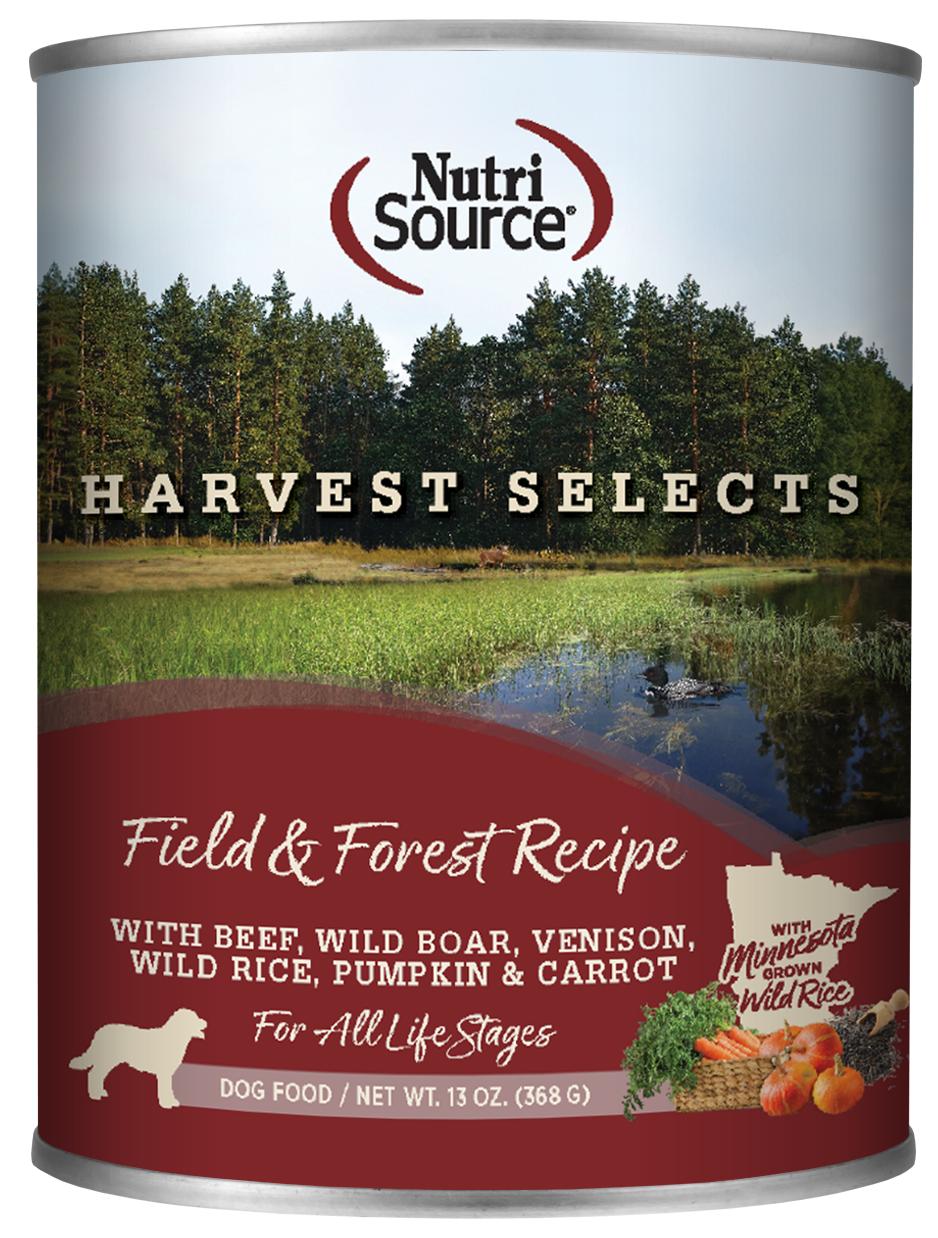 Nutri
Source®
HARVEST SELECTS
Field & Forest Recipe
WITH BEEF, WILD BOAR, VENISON,
WILD RICE, PUMPKIN & CARROT
For All Life Stages
DOG FOOD / NET WT. 13 OZ. (368 G)
WITH
Minnesota
GROWN
Wild Rice